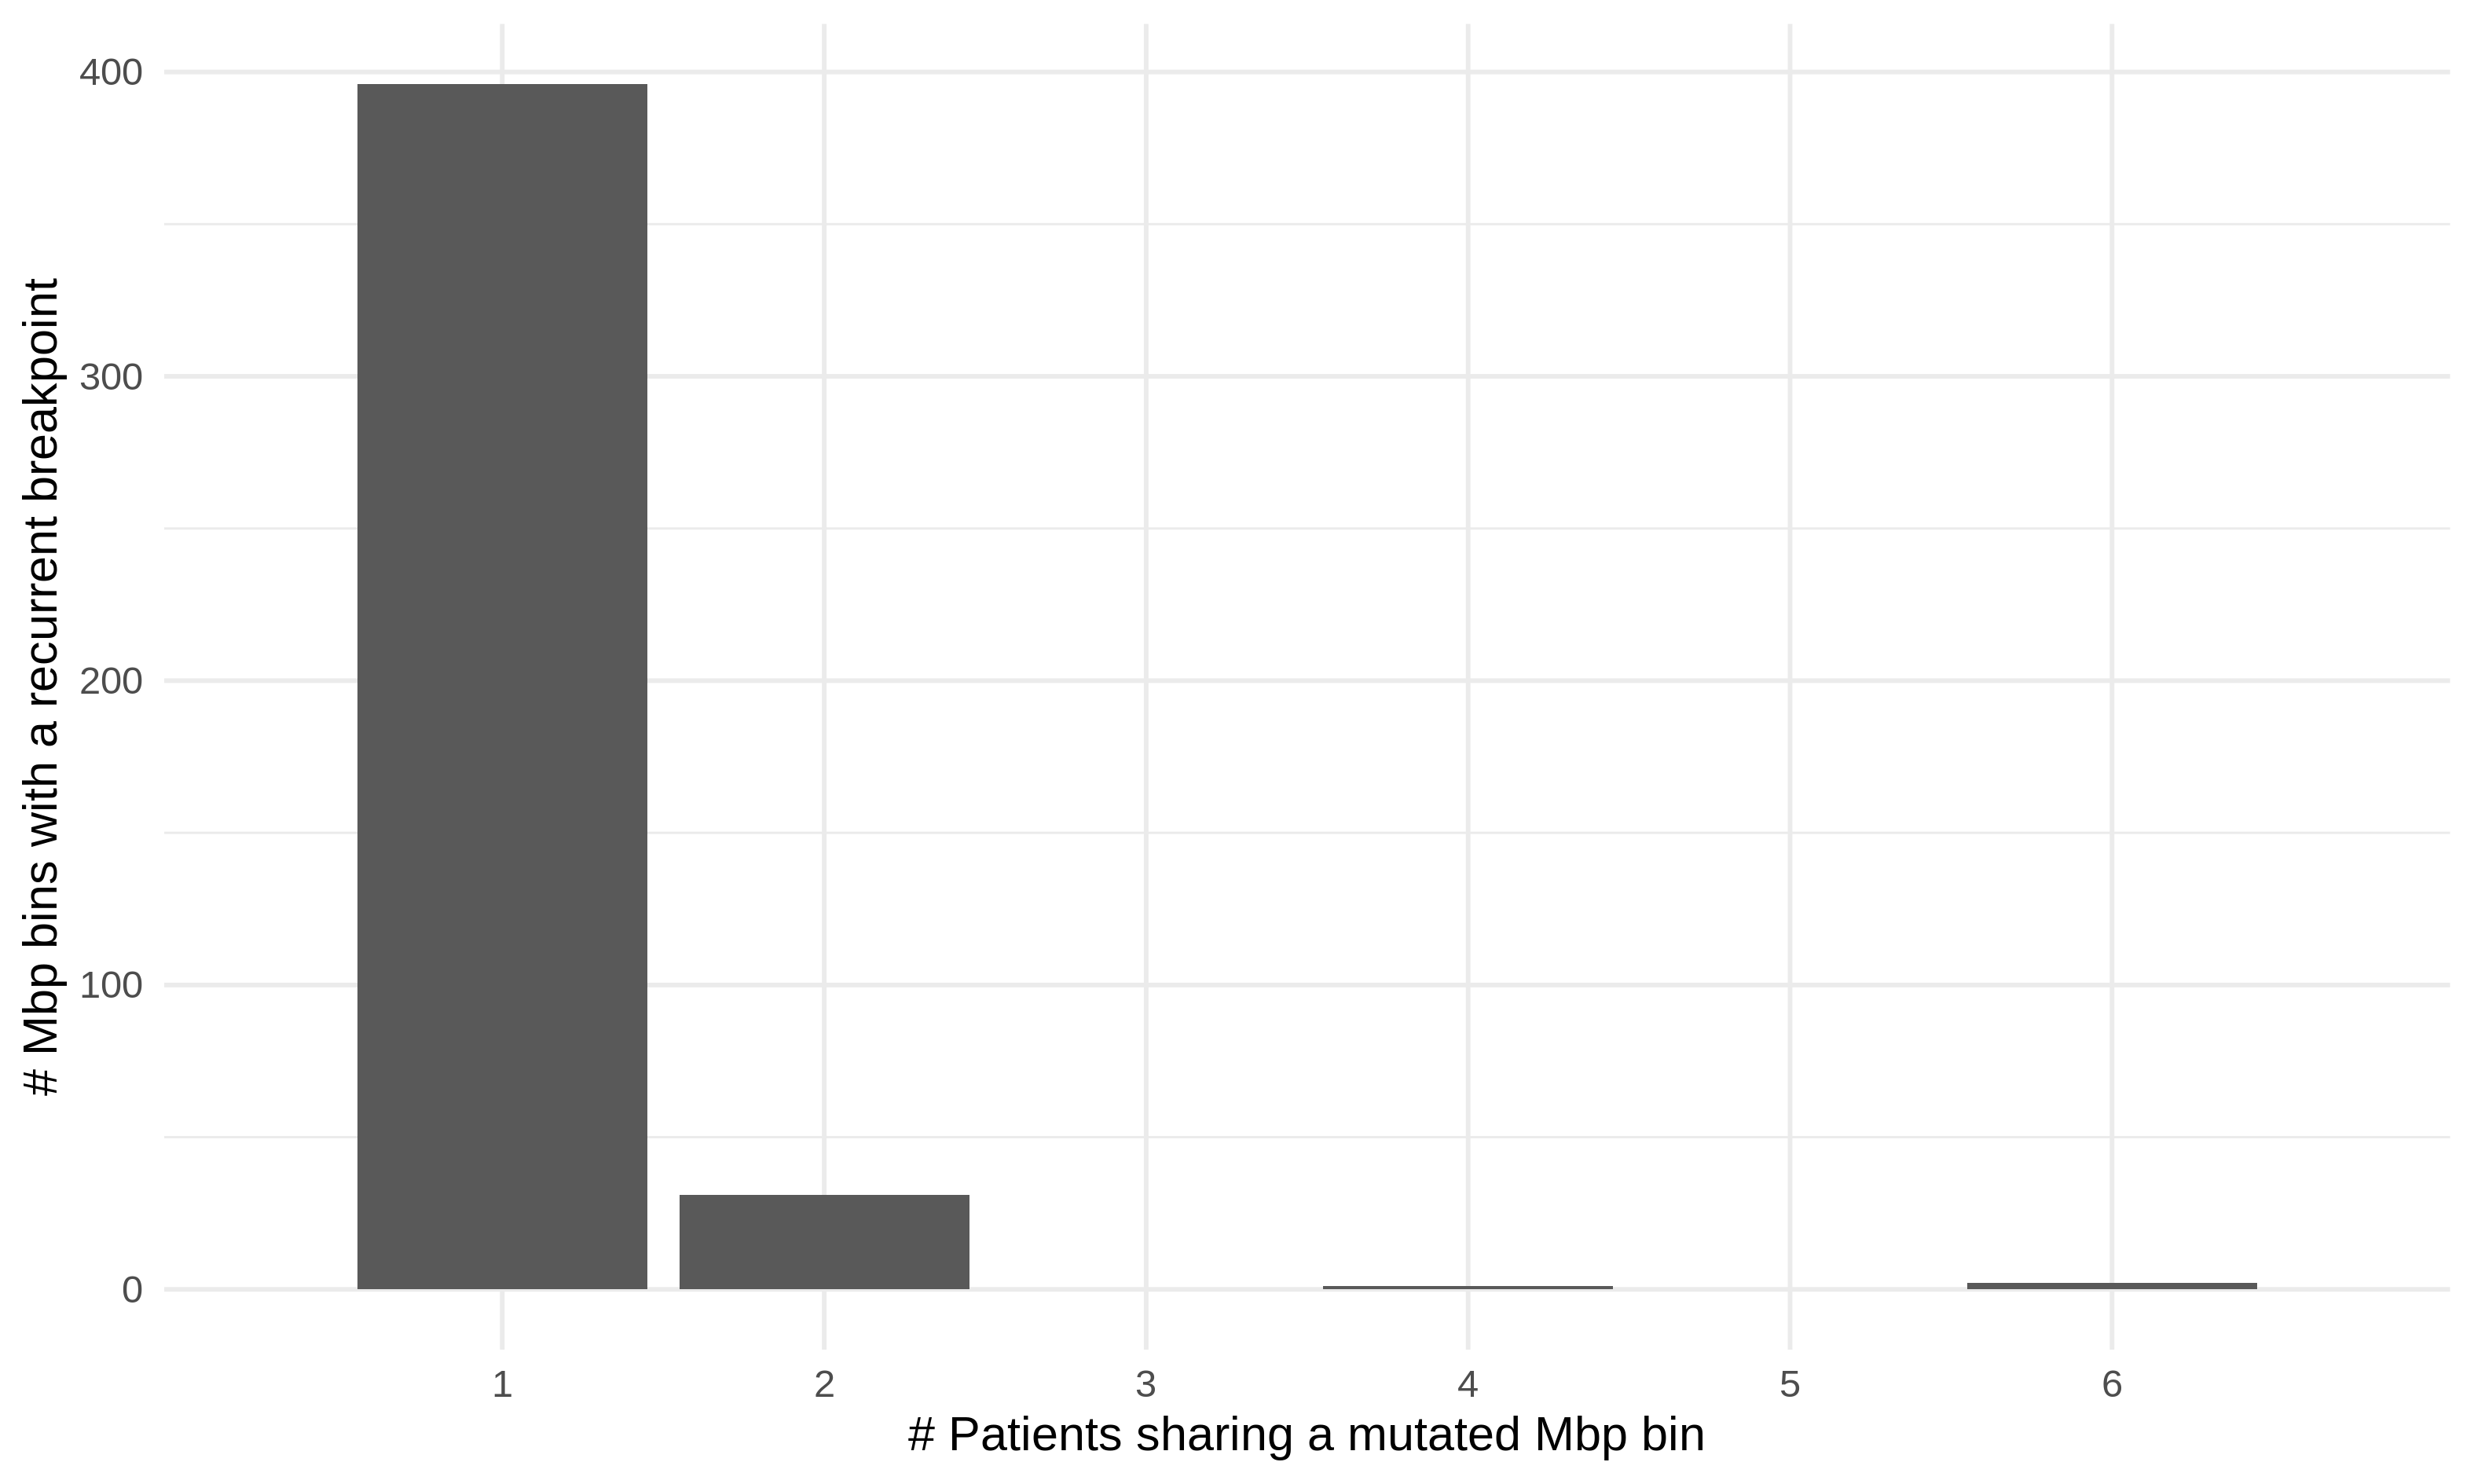 # Mbp bins with a recurrent breakpoint
400
300
200
100
0
1 2 3 4 5 6
# Patients sharing a mutated Mbp bin